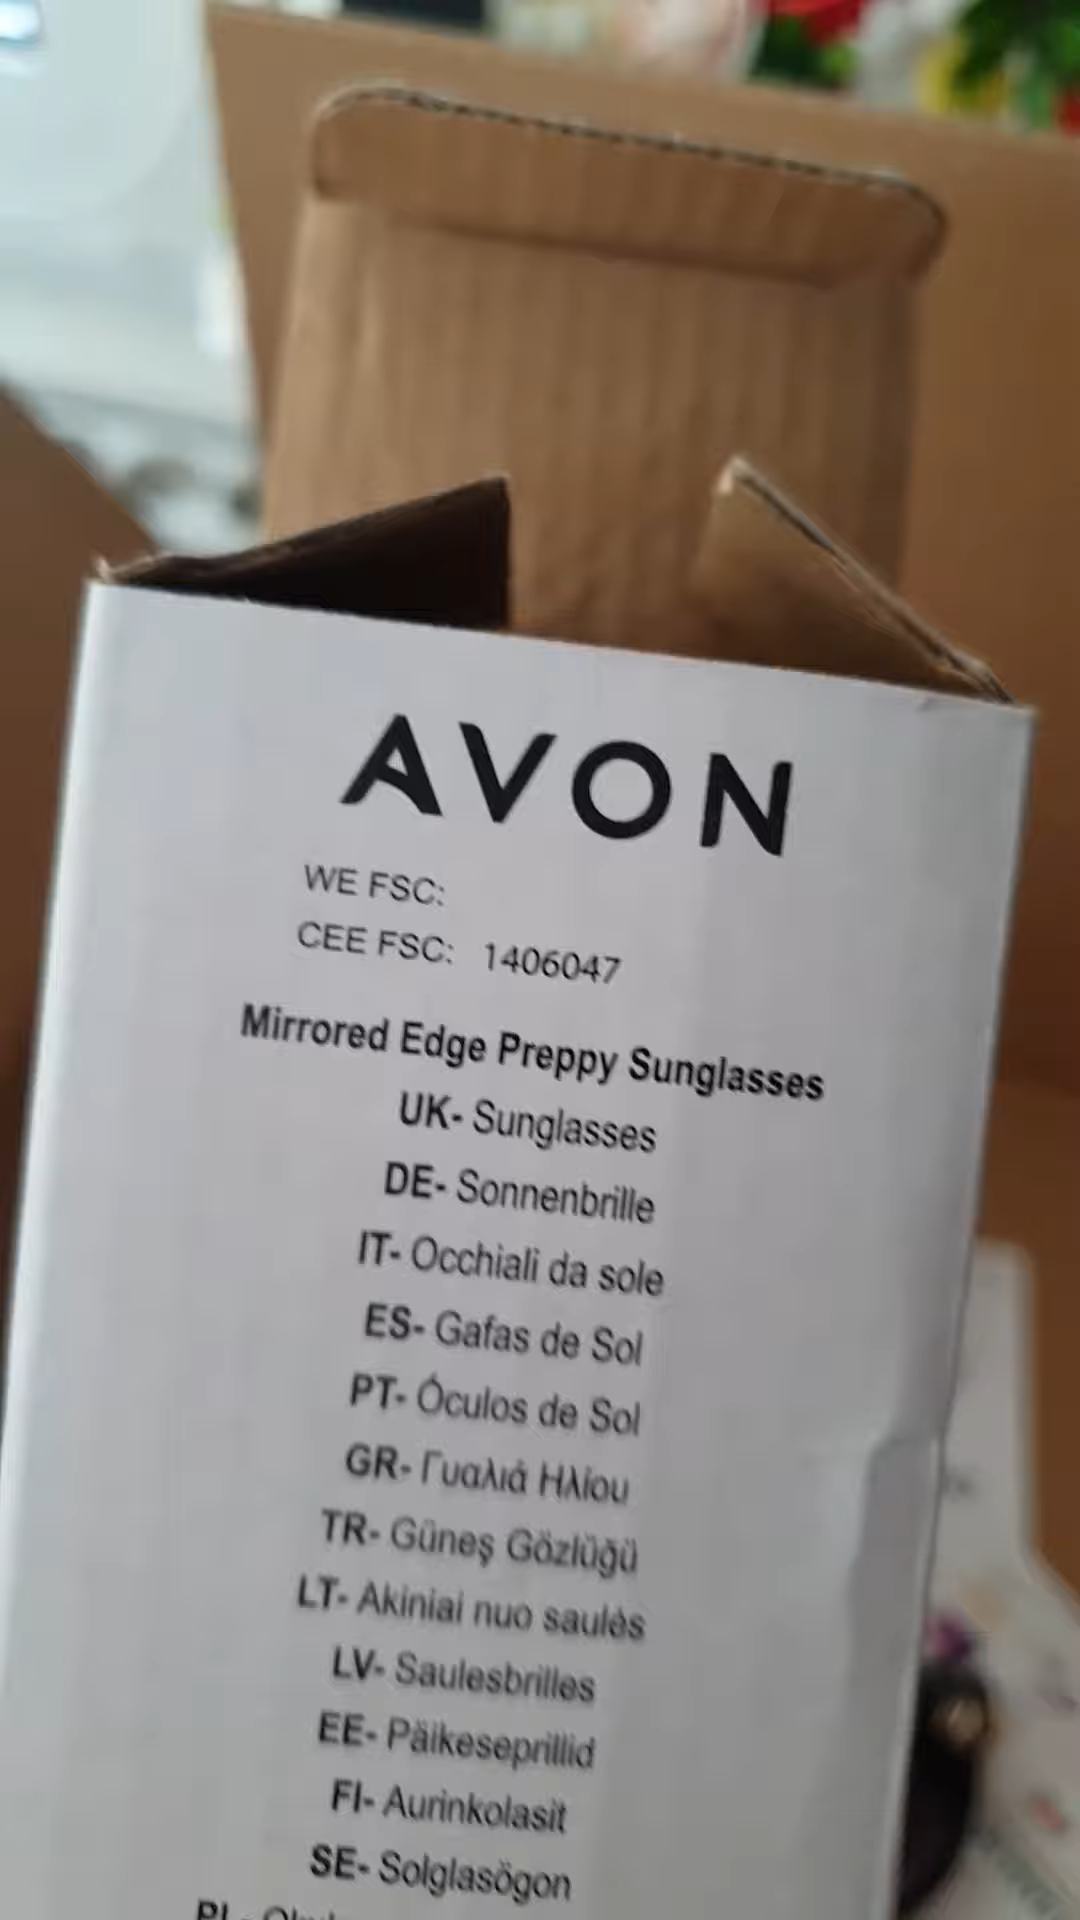 AVON
WE FSC:
CEE FSC: 1406047
Mirrored Edge Preppy Sunglasses
UK- Sunglasses
DE- Sonnenbrille
IT- Occhiali da sole
ES- Gafas de Sol
PT- Óculos de Sol
GR- Γυαλιά Ηλίου
TR- Güneş Gözlüğü
LT- Akiniai nuo saulės
LV- Saulesbrilles
EE- Päikeseprillid
FI- Aurinkolasit
SE- Solglasögon